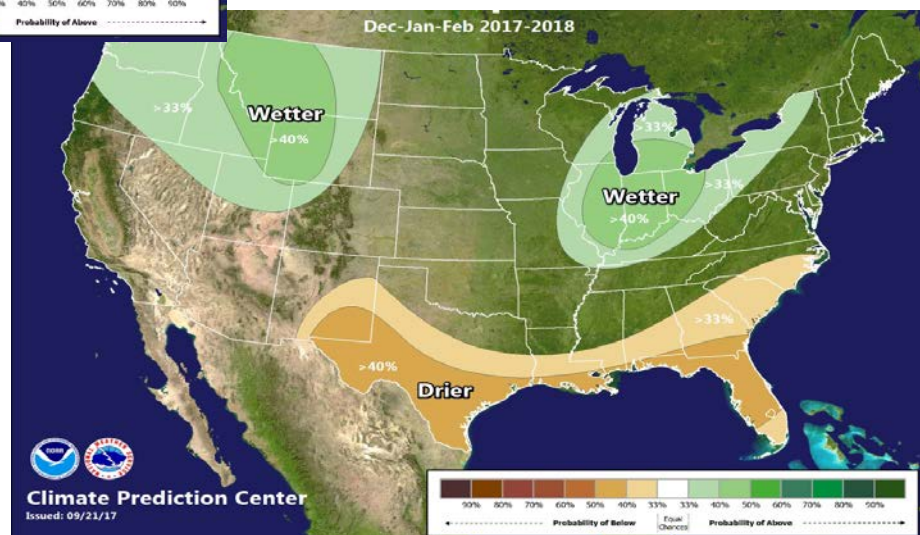 40% 50% 60% 70% 80% 90%
Probability of Above
Dec-Jan-Feb 2017-2018
>33%
Wetter
>40%
>33%
Wetter
>33%
>40%
>33%
>40%
Drier
NOAA
Climate Prediction Center
Issued: 09/21/17
90% 80% 70% 60% 50% 40% 33% 33% 40% 50% 60% 70% 80% 90%
Probability of Below Equal Chances Probability of Above